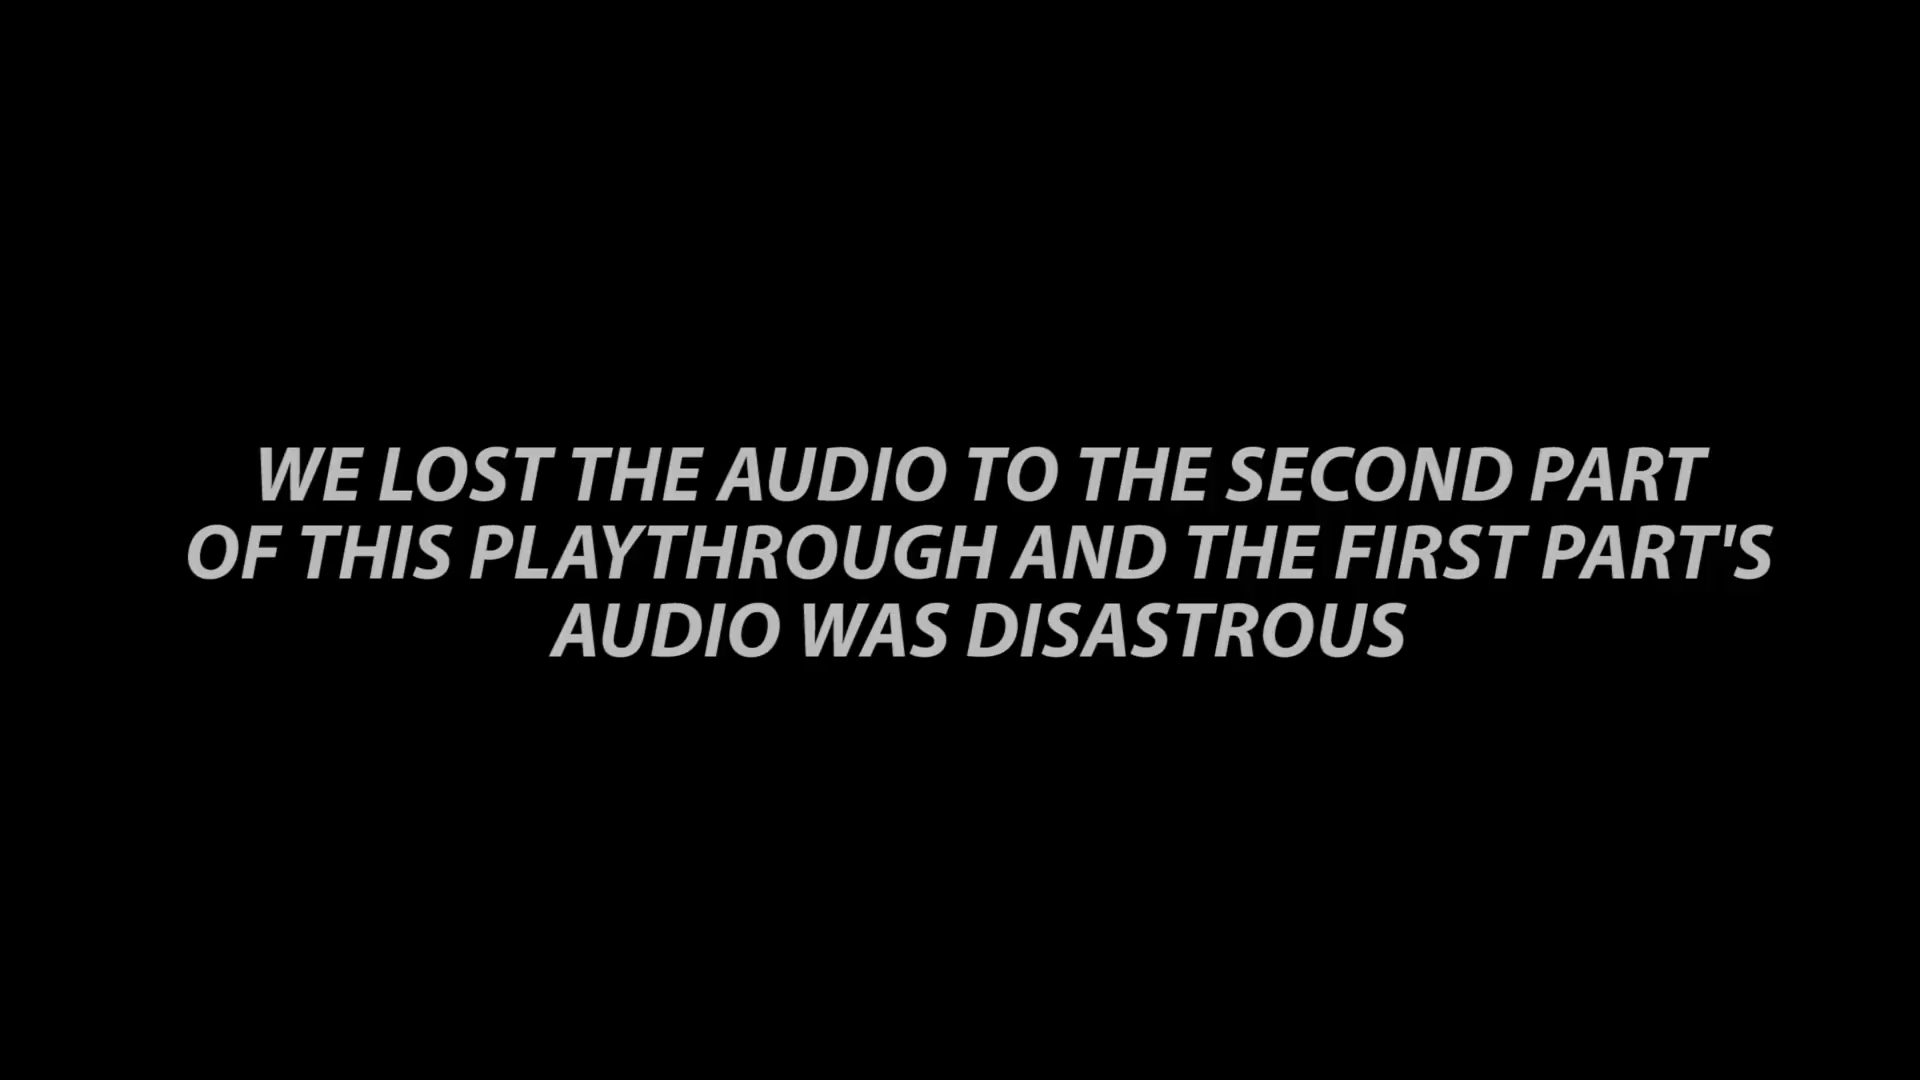 WE LOST THE AUDIO TO THE SECOND PART
OF THIS PLAYTHROUGH AND THE FIRST PART'S
AUDIO WAS DISASTROUS